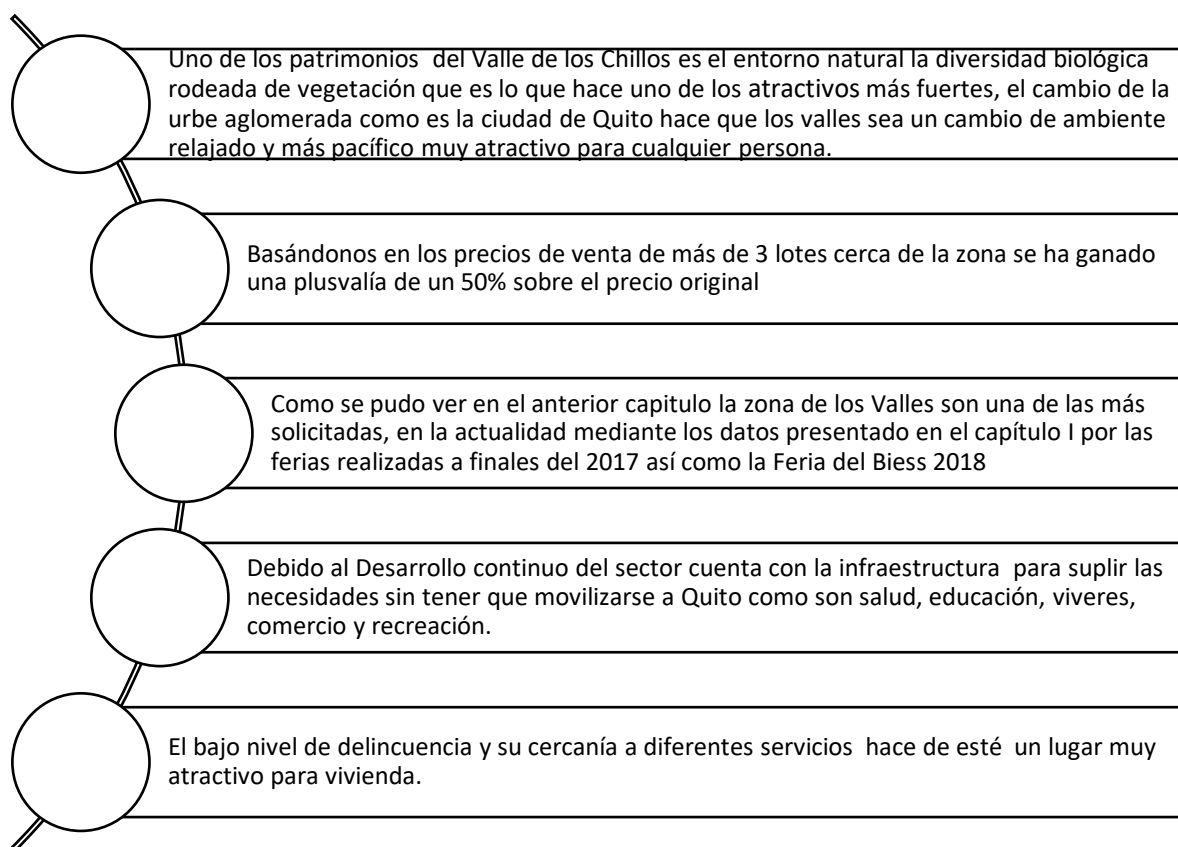 Uno de los patrimonios  del Valle de los Chillos es el entorno natural la diversidad biológica
rodeada de vegetación que es lo que hace uno de los atractivos más fuertes, el cambio de la
urbe aglomerada como es la ciudad de Quito hace que los valles sea un cambio de ambiente
relajado y más pacífico muy atractivo para cualquier persona.
Basándonos en los precios de venta de más de 3 lotes cerca de la zona se ha ganado
una plusvalía de un 50% sobre el precio original
Como se pudo ver en el anterior capitulo la zona de los Valles son una de las más
solicitadas, en la actualidad mediante los datos presentado en el capítulo I por las
ferias realizadas a finales del 2017 así como la Feria del Biess 2018
Debido al Desarrollo continuo del sector cuenta con la infraestructura  para suplir las
necesidades sin tener que movilizarse a Quito como son salud, educación, viveres,
comercio y recreación.
El bajo nivel de delincuencia y su cercanía a diferentes servicios  hace de esté  un lugar muy
atractivo para vivienda.